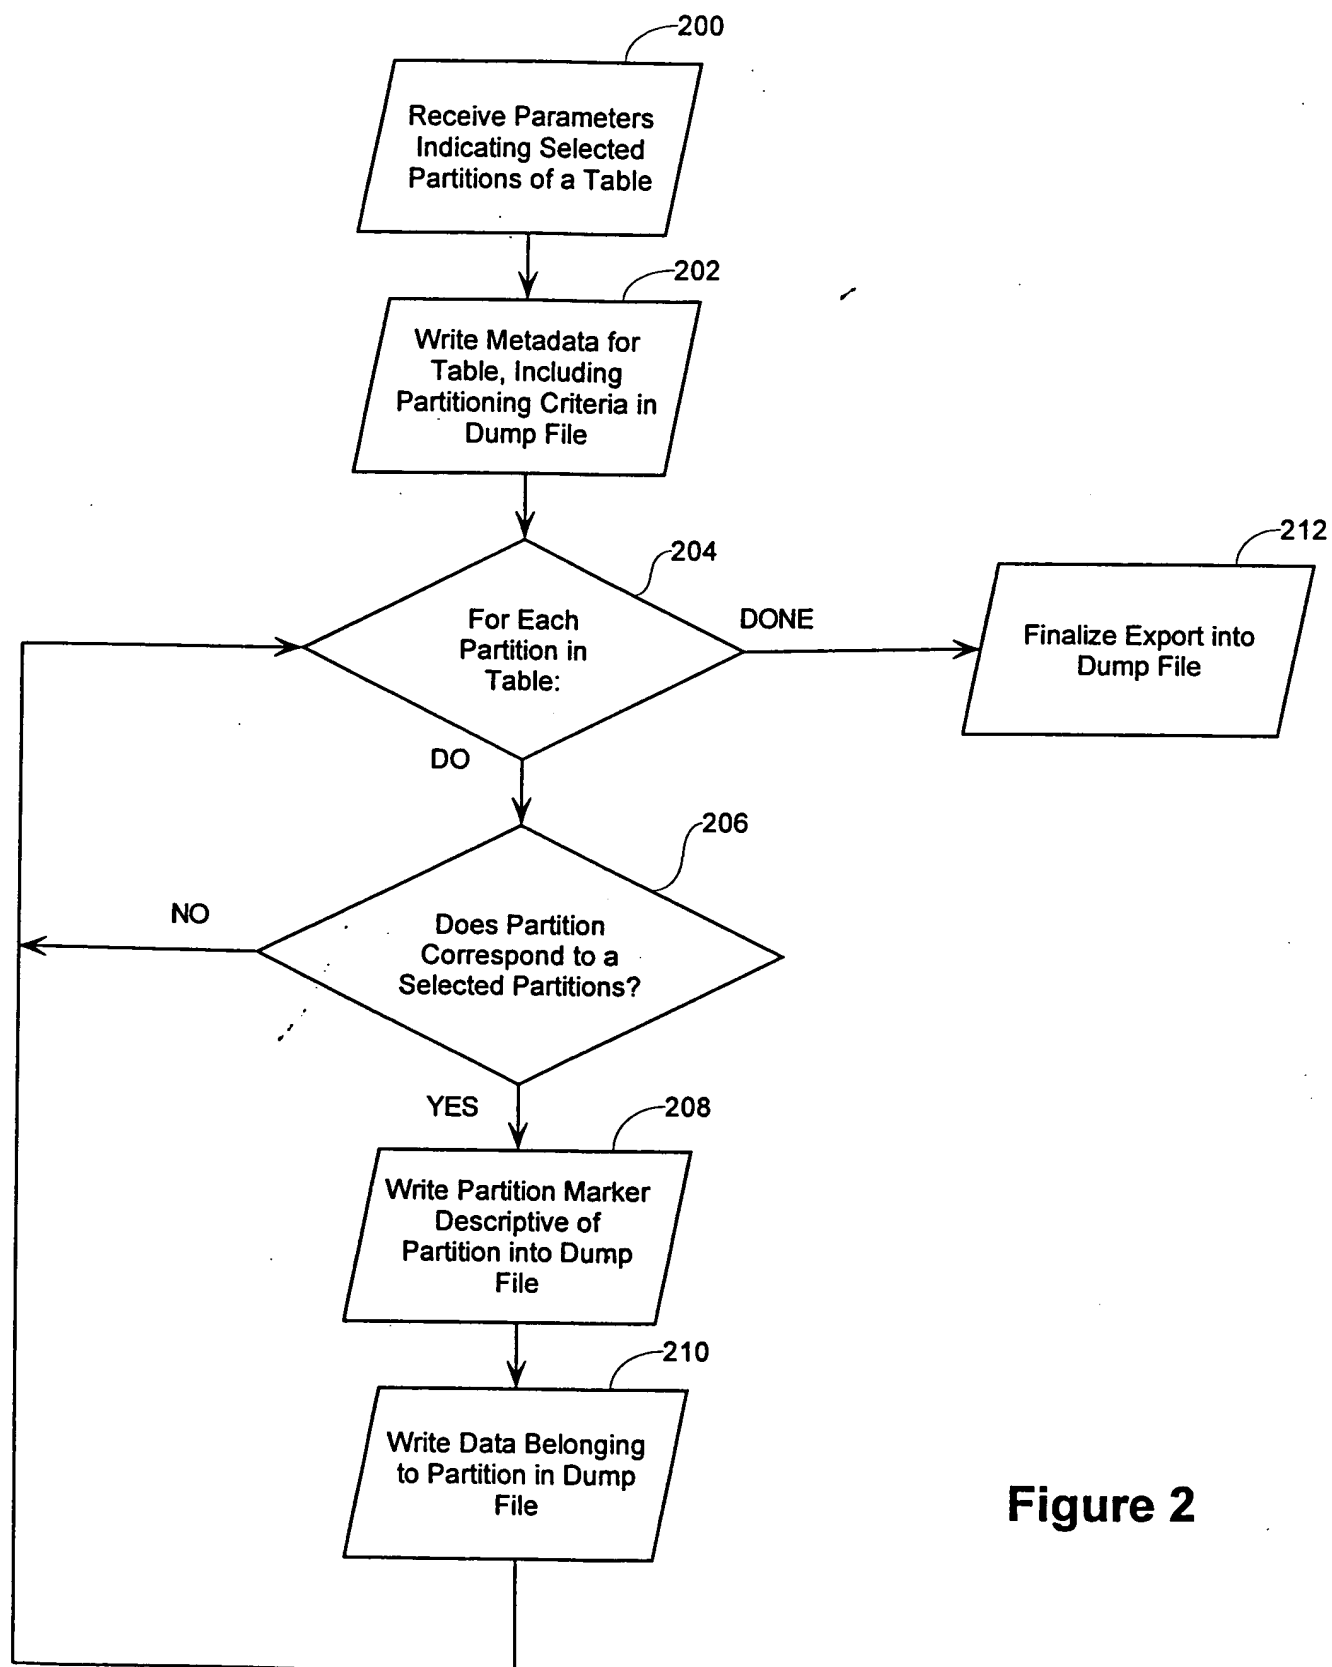 200
Receive Parameters
Indicating Selected
Partitions of a Table
202
Write Metadata for
Table, Including
Partitioning Criteria in
Dump File
204
212
For Each
Partition in
Table:
DONE
Finalize Export into
Dump File
DO
206
NO
Does Partition
Correspond to a
Selected Partitions?
YES
208
Write Partition Marker
Descriptive of
Partition into Dump
File
210
Write Data Belonging
to Partition in Dump
File
Figure 2